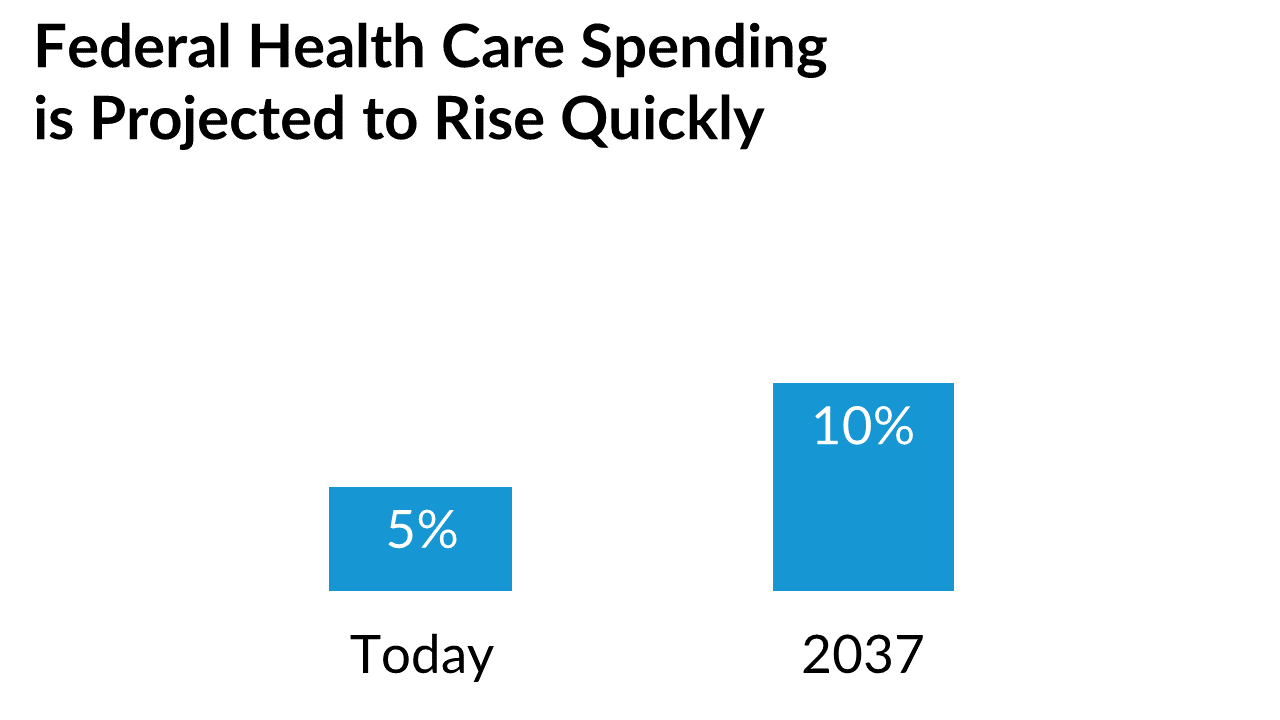 Federal Health Care Spending
is Projected to Rise Quickly
10%
5%
Today
2037